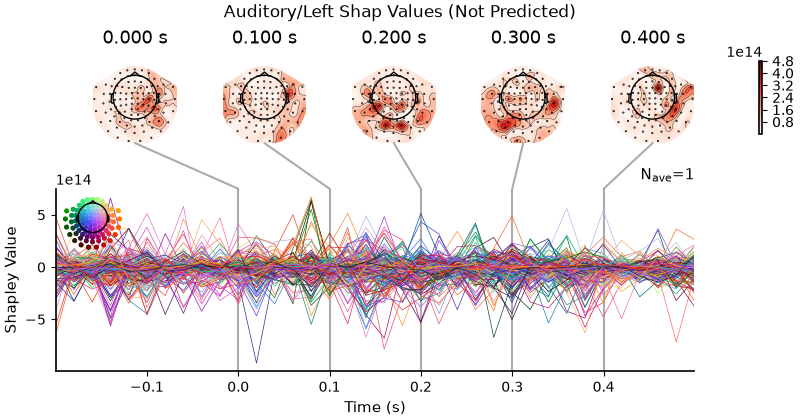 Auditory/Left Shap Values (Not Predicted)
0.000 s
0.100 s
0.200 s
0.300 s
0.400 s
1e14
4.8
4.0
3.2
2.4
1.6
0.8
Nave=1
1e14
5
0
−5
Shapley Value
−0.1
0.0
0.1
0.2
0.3
0.4
Time (s)